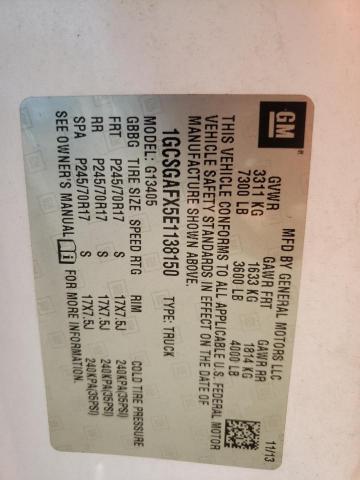 GM
MFD BY GENERAL MOTORS LLC 11/13
GVWR GAWR FRT GAWR RR
3311 KG 1633 KG 1814 KG
7300 LB 3600 LB 4000 LB
THIS VEHICLE CONFORMS TO ALL APPLICABLE U.S. FEDERAL MOTOR
VEHICLE SAFETY STANDARDS IN EFFECT ON THE DATE OF
MANUFACTURE SHOWN ABOVE.
1GCSGAFX5E1138150 TYPE: TRUCK
MODEL: G13405
GBBG TIRE SIZE SPEED RTG RIM COLD TIRE PRESSURE
FRT P245/70R17 S 17X7.5J 240KPA(35PSI)
RR P245/70R17 S 17X7.5J 240KPA(35PSI)
SPA P245/70R17 S 17X7.5J 240KPA(35PSI)
SEE OWNER'S MANUAL i FOR MORE INFORMATION.